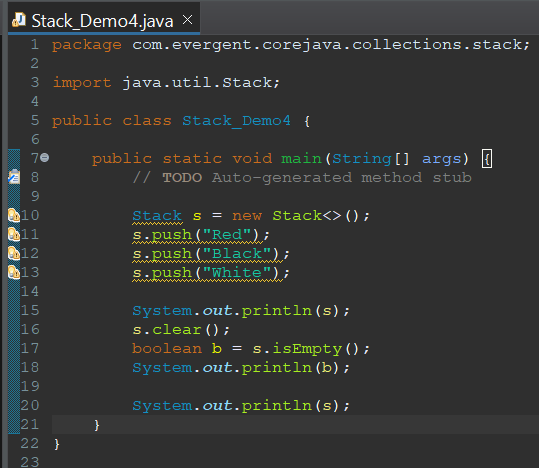 Stack_Demo4.java
1 package com.evergent.corejava.collections.stack;
2
3 import java.util.Stack;
4
5 public class Stack_Demo4 {
6
7 public static void main(String[] args) {
8 // TODO Auto-generated method stub
9
10 Stack s = new Stack<>();
11 s.push("Red");
12 s.push("Black");
13 s.push("White");
14
15 System.out.println(s);
16 s.clear();
17 boolean b = s.isEmpty();
18 System.out.println(b);
19
20 System.out.println(s);
21 }
22 }
23